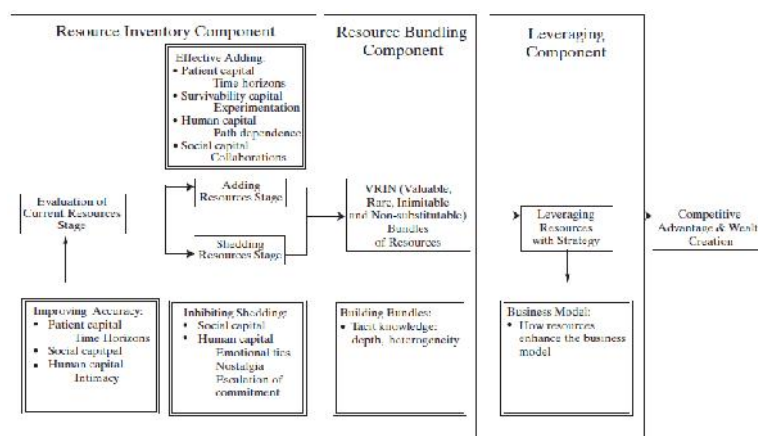 Resource Inventory Component
Resource Bundling
Component
Leveraging
Component
Effective Adding:
• Patient capital
Time horizons
• Survivability capital
Experimentation
• Human capital
Path dependence
• Social capital
Collaborations
Evaluation of
Current Resources
Stage
Adding
Resources Stage
Shedding
Resources Stage
VRIN (Valuable,
Rare, Inimitable
and Non-substitutable)
Bundles
of Resources
Leveraging
Resources
with Strategy
Competitive
Advantage & Wealt
Creation
Improving Accuracy:
• Patient capital
Time Horizons
• Social capitpal
• Human capital
Intimacy
Inhibiting Shedding:
• Social capital
• Human capital
Emotional ties
Nostalgia
Escalation of
commitment
Building Bundles:
• Tacit knowledge:
depth, heterogeneity
Business Model:
• How resources
enhance the business
model